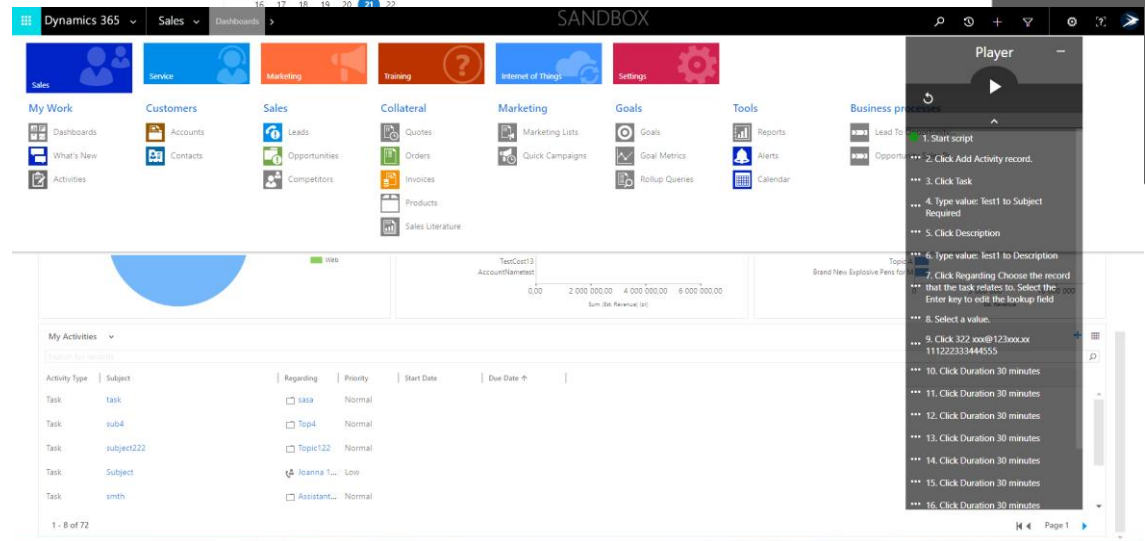 16 17 18 19 20 21 22
Dynamics 365 Sales Dashboards
SANDBOX
Sales
Service
Marketing
Training
Internet of Things
Settings
My Work
Dashboards
What's New
Activities
Customers
Accounts
Contacts
Sales
Leads
Opportunities
Competitors
Collateral
Quotes
Orders
Invoices
Products
Sales Literature
Marketing
Marketing Lists
Quick Campaigns
Goals
Goals
Goal Metrics
Rollup Queries
Tools
Reports
Alerts
Calendar
Business processes
Lead To
Opportu
Player
1. Start script
2. Click Add Activity record.
3. Click Task
4. Type value: Test1 to Subject
Required
5. Click Description
6. Type value: Test1 to Description
7. Click Regarding Choose the record
that the task relates to. Select the
Enter key to edit the lookup field
8. Select a value.
9. Click 322 xxx@123xxx.xx
111222333444555
10. Click Duration 30 minutes
11. Click Duration 30 minutes
12. Click Duration 30 minutes
13. Click Duration 30 minutes
14. Click Duration 30 minutes
15. Click Duration 30 minutes
16. Click Duration 30 minutes
Web
TestCost13
AccountNametest
0,00 2 000 000,00 4 000 000,00 6 000 000,00
Sum (Est. Revenue) (zł)
Topic A
Brand New Explosive Pens for M
My Activities
Search for records
Activity Type Subject Regarding Priority Start Date Due Date
Task task sasa Normal
Task sub4 Top4 Normal
Task subject222 Topic122 Normal
Task Subject Joanna 1... Low
Task smth Assistant... Normal
1 - 8 of 72
Page 1